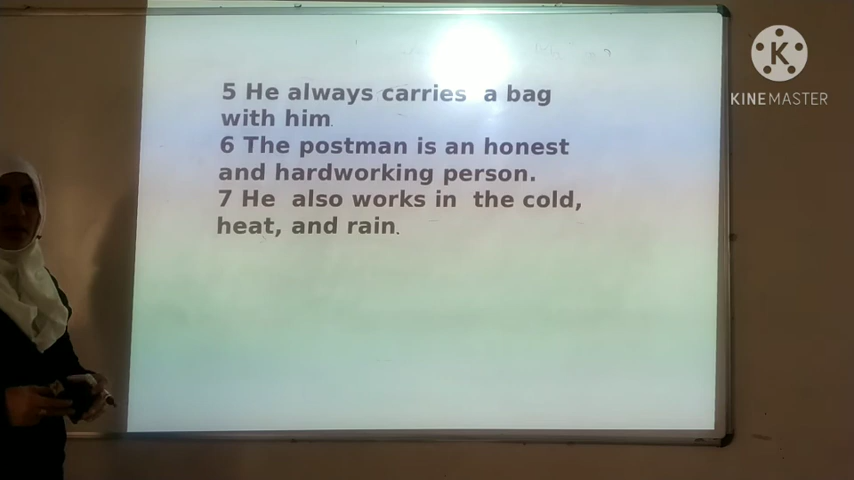 5 He always carries a bag
with him.
6 The postman is an honest
and hardworking person.
7 He also works in the cold,
heat, and rain.
K
KINEMASTER